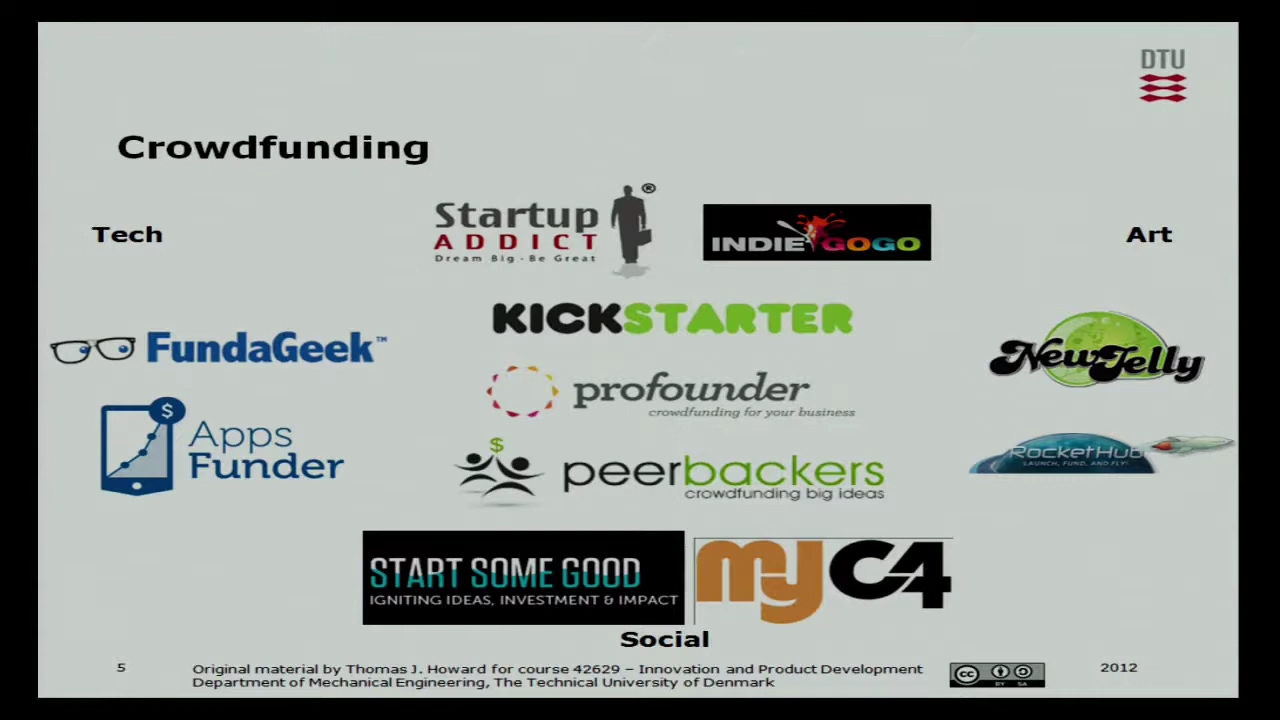 DTU
Crowdfunding
Startup
ADDICT
Dream Big - Be Great
®
INDIEGOGO
Tech
Art
KICKSTARTER
FundaGeek™
profounder
crowdfunding for your business
NewJelly
$
Apps
Funder
$
peerbackers
crowdfunding big ideas
RocketHub
LAUNCH, FUND, AND FLY!
START SOME GOOD
IGNITING IDEAS, INVESTMENT & IMPACT
myC4
Social
5
Original material by Thomas J. Howard for course 42629 – Innovation and Product Development
Department of Mechanical Engineering, The Technical University of Denmark
cc
BY SA
2012